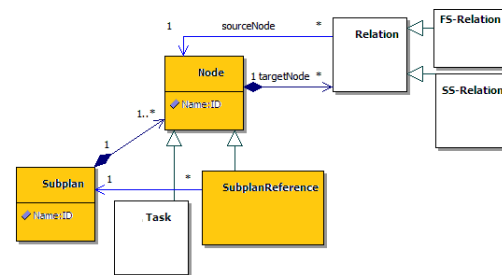 1 sourceNode *
Relation
FS-Relation
SS-Relation
Node
Name:ID
1 targetNode *
1..*
1
Subplan
Name:ID
1 *
SubplanReference
Task